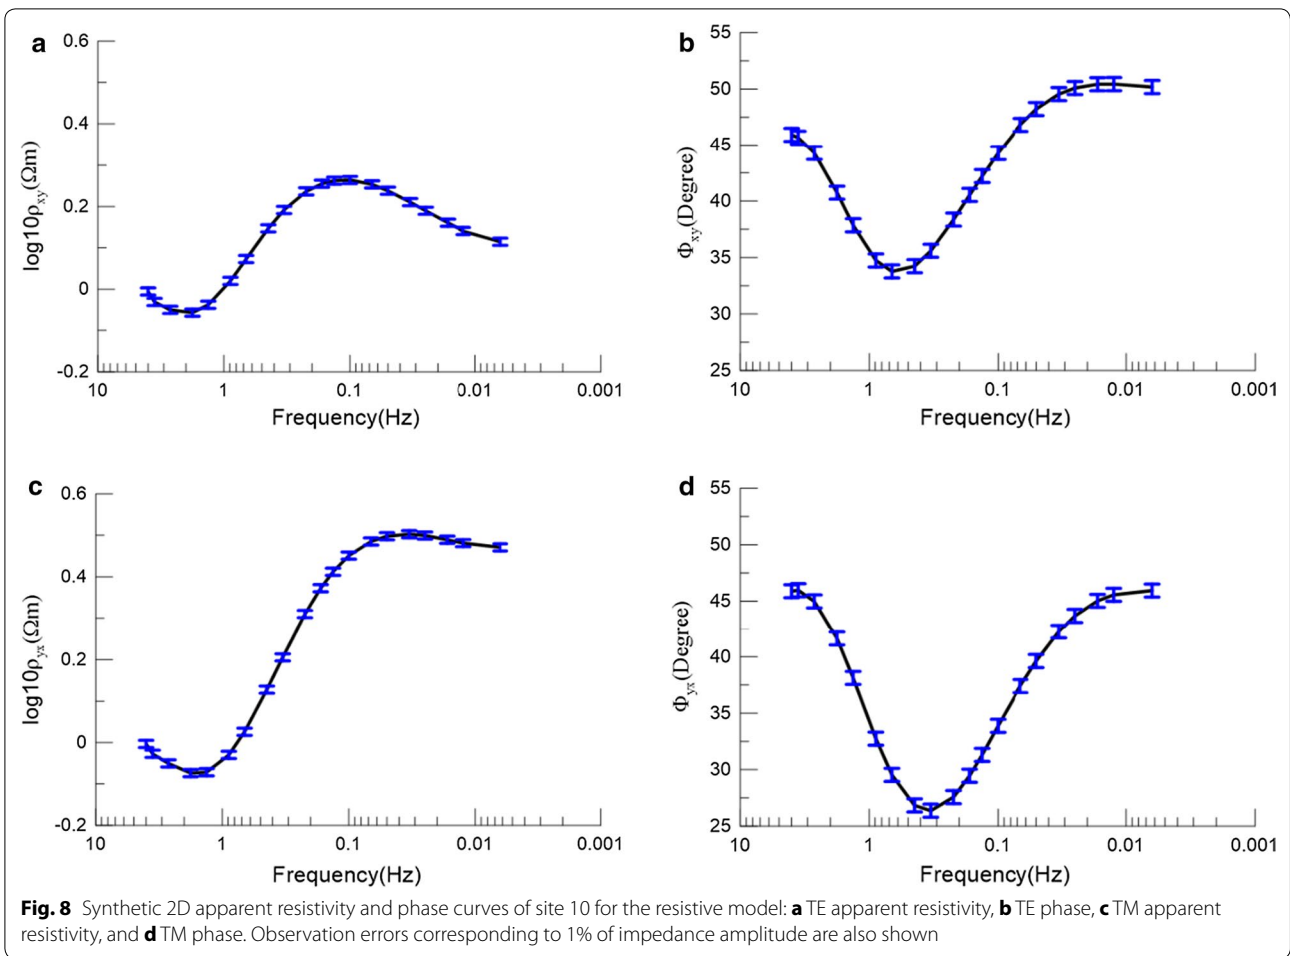 a
0.6
0.4
0.2
0
-0.2
log10ρxy(Ωm)
10 1 0.1 0.01 0.001
Frequency(Hz)
b
55
50
45
40
35
30
25
Φxy(Degree)
10 1 0.1 0.01 0.001
Frequency(Hz)
c
0.6
0.4
0.2
0
-0.2
log10ρyx(Ωm)
10 1 0.1 0.01 0.001
Frequency(Hz)
d
55
50
45
40
35
30
25
Φyx(Degree)
10 1 0.1 0.01 0.001
Frequency(Hz)
Fig. 8 Synthetic 2D apparent resistivity and phase curves of site 10 for the resistive model: a TE apparent resistivity, b TE phase, c TM apparent
resistivity, and d TM phase. Observation errors corresponding to 1% of impedance amplitude are also shown